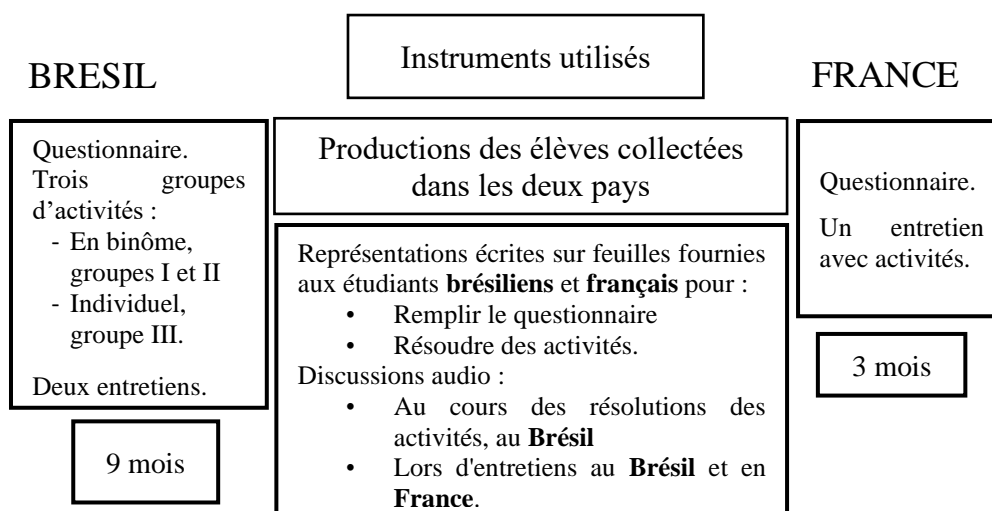 Instruments utilisés
BRESIL
FRANCE
Questionnaire.
Trois groupes
d’activités :
- En binôme,
groupes I et II
- Individuel,
groupe III.
Deux entretiens.
9 mois
Productions des élèves collectées
dans les deux pays
Représentations écrites sur feuilles fournies
aux étudiants brésiliens et français pour :
• Remplir le questionnaire
• Résoudre des activités.
Discussions audio :
• Au cours des résolutions des
activités, au Brésil
• Lors d'entretiens au Brésil et en
France.
Questionnaire.
Un entretien
avec activités.
3 mois